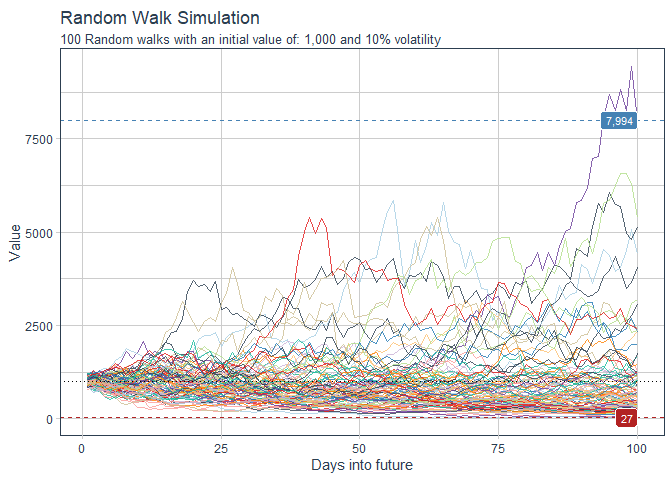 Random Walk Simulation
100 Random walks with an initial value of: 1,000 and 10% volatility
7,994
7500
5000
Value
2500
0
27
0
25
50
75
100
Days into future